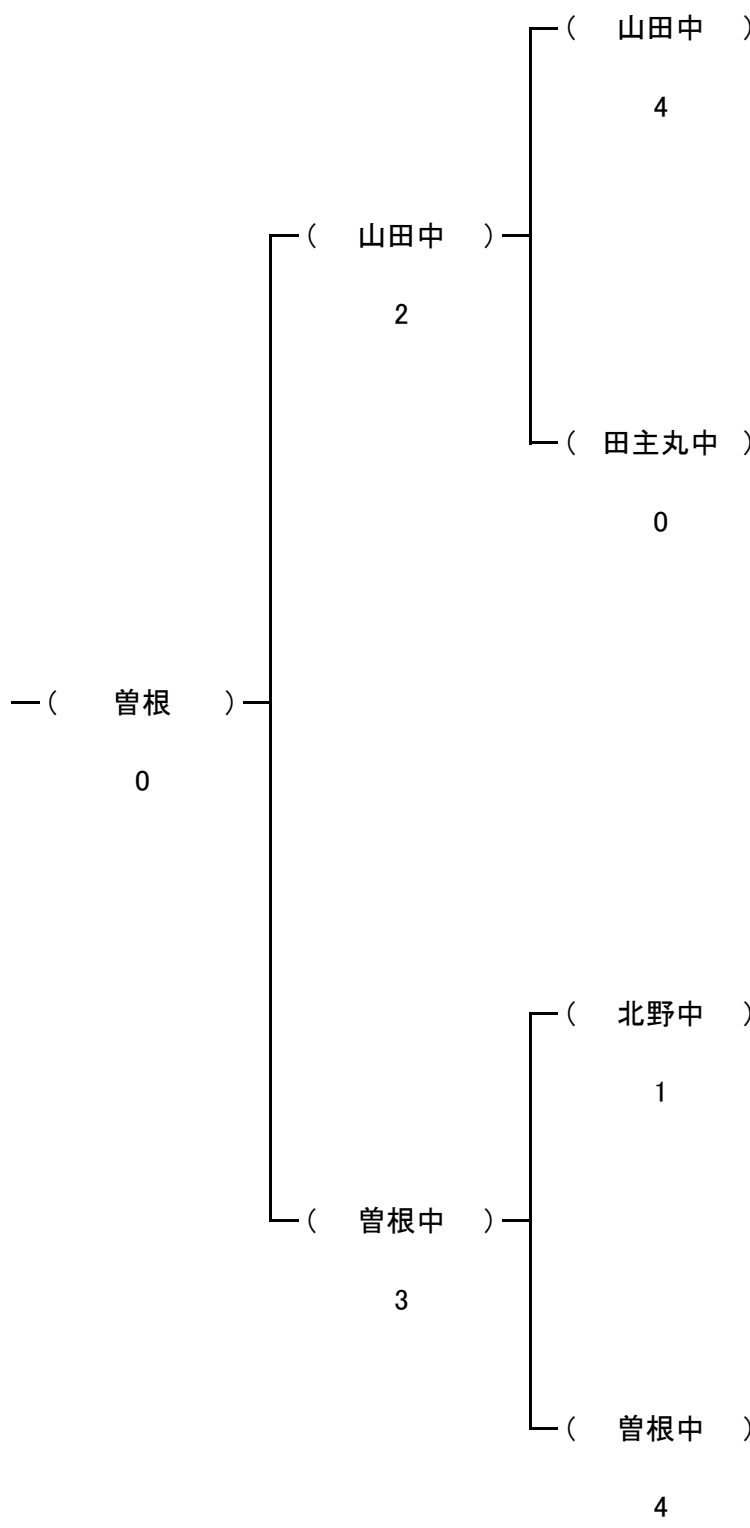 ( 山田中 )
4
( 山田中 )
2
( 田主丸中 )
0
( 曽根 )
0
( 北野中 )
1
( 曽根中 )
3
( 曽根中 )
4